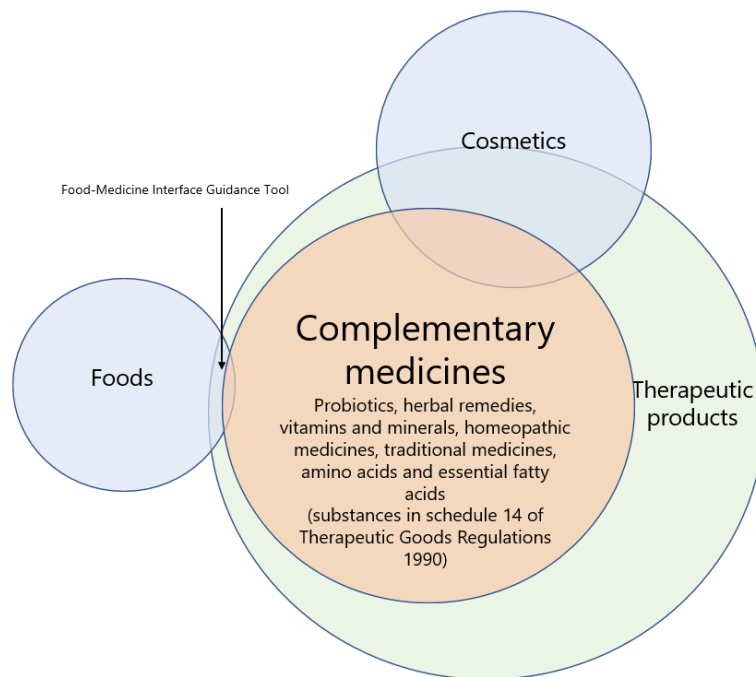 Cosmetics
Food-Medicine Interface Guidance Tool
Foods
Complementary
medicines
Probiotics, herbal remedies,
vitamins and minerals, homeopathic
medicines, traditional medicines,
amino acids and essential fatty
acids
(substances in schedule 14 of
Therapeutic Goods Regulations
1990)
Therapeutic
products